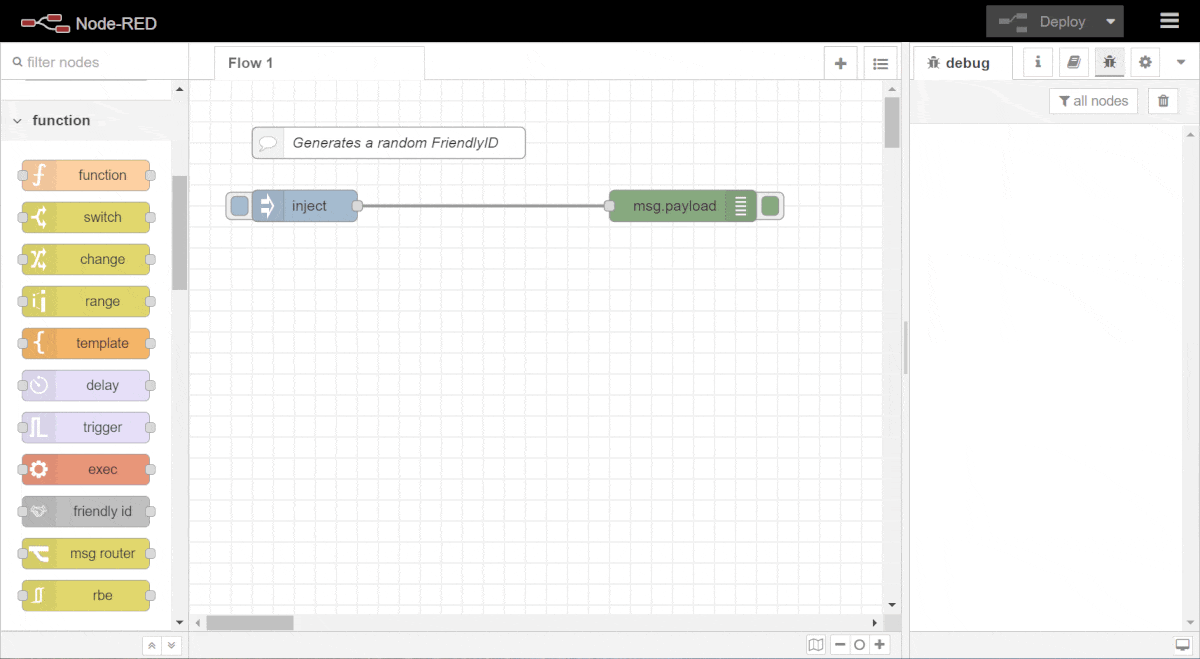 Node-RED
Deploy
filter nodes
Flow 1
debug
i
all nodes
function
Generates a random FriendlyID
inject
msg.payload
function
switch
change
range
template
delay
trigger
exec
friendly id
msg router
rbe